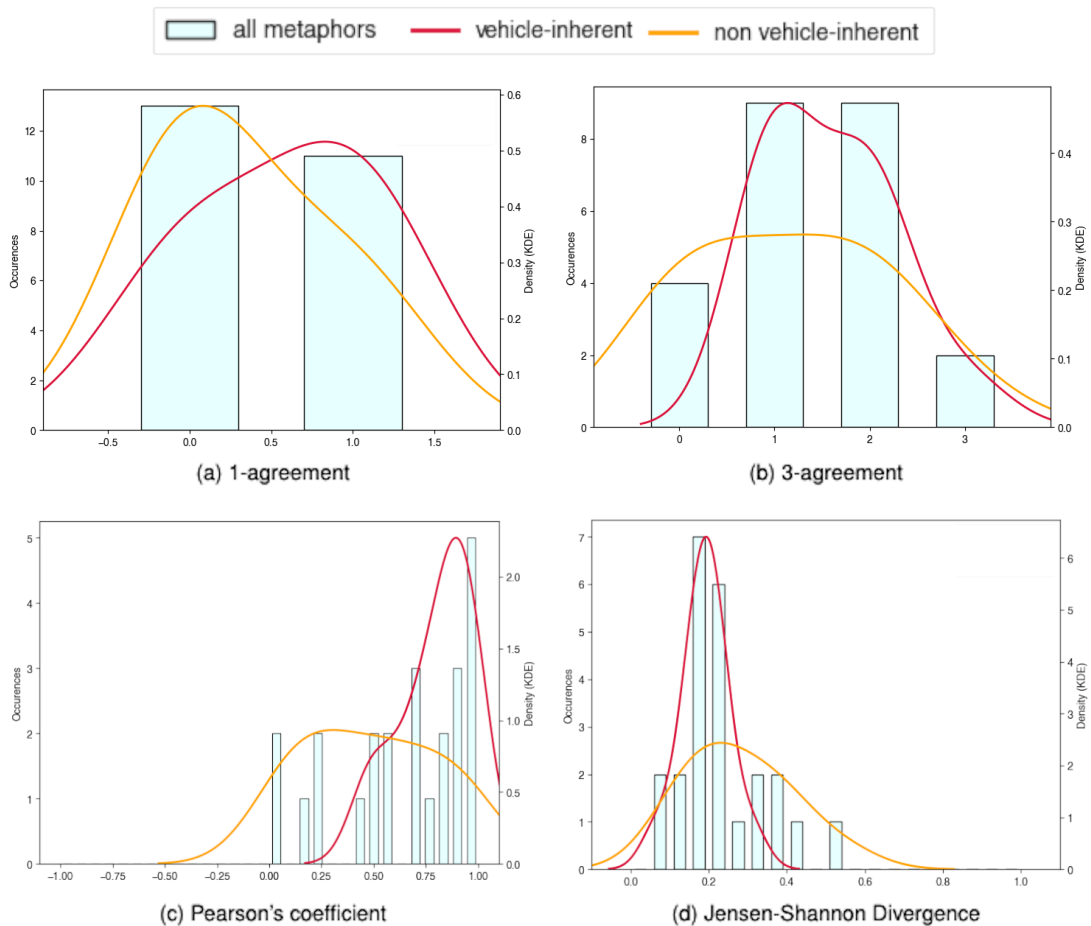 all metaphors vehicle-inherent non vehicle-inherent
12
10
8
6
4
2
0
Occurences
−0.5 0.0 0.5 1.0 1.5
0.6
0.5
0.4
0.3
0.2
0.1
0.0
Density (KDE)
(a) 1-agreement
8
6
4
2
0
Occurences
0 1 2 3
0.4
0.3
0.2
0.1
0.0
Density (KDE)
(b) 3-agreement
5
4
3
2
1
0
Occurences
−1.00 −0.75 −0.50 −0.25 0.00 0.25 0.50 0.75 1.00
2.0
1.5
1.0
0.5
0.0
Density (KDE)
(c) Pearson's coefficient
7
6
5
4
3
2
1
0
Occurences
0.0 0.2 0.4 0.6 0.8 1.0
6
5
4
3
2
1
0
Density (KDE)
(d) Jensen-Shannon Divergence